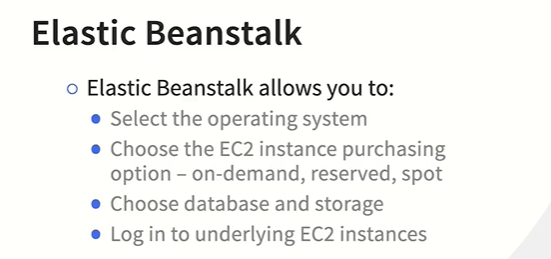 Elastic Beanstalk
Elastic Beanstalk allows you to:
Select the operating system
Choose the EC2 instance purchasing
option – on-demand, reserved, spot
Choose database and storage
Log in to underlying EC2 instances